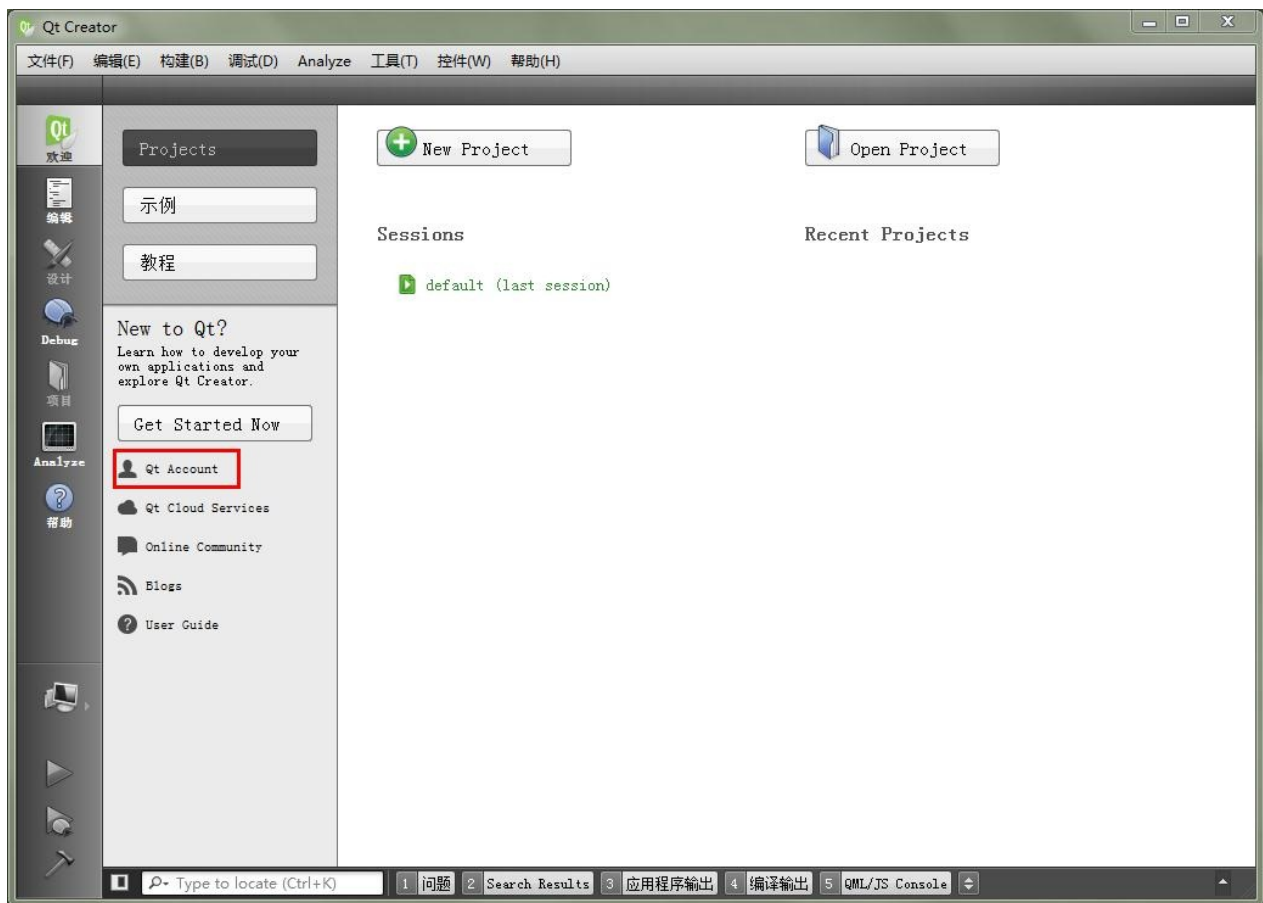 Qt Creator
文件(F) 编辑(E) 构建(B) 调试(D) Analyze 工具(T) 控件(W) 帮助(H)
Qt
欢迎
编辑
设计
Debug
项目
Analyze
帮助
Projects
示例
教程
New to Qt?
Learn how to develop your
own applications and
explore Qt Creator.
Get Started Now
Qt Account
Qt Cloud Services
Online Community
Blogs
User Guide
New Project
Open Project
Sessions
Recent Projects
default (last session)
Type to locate (Ctrl+K)
1 问题 2 Search Results 3 应用程序输出 4 编译输出 5 QML/JS Console